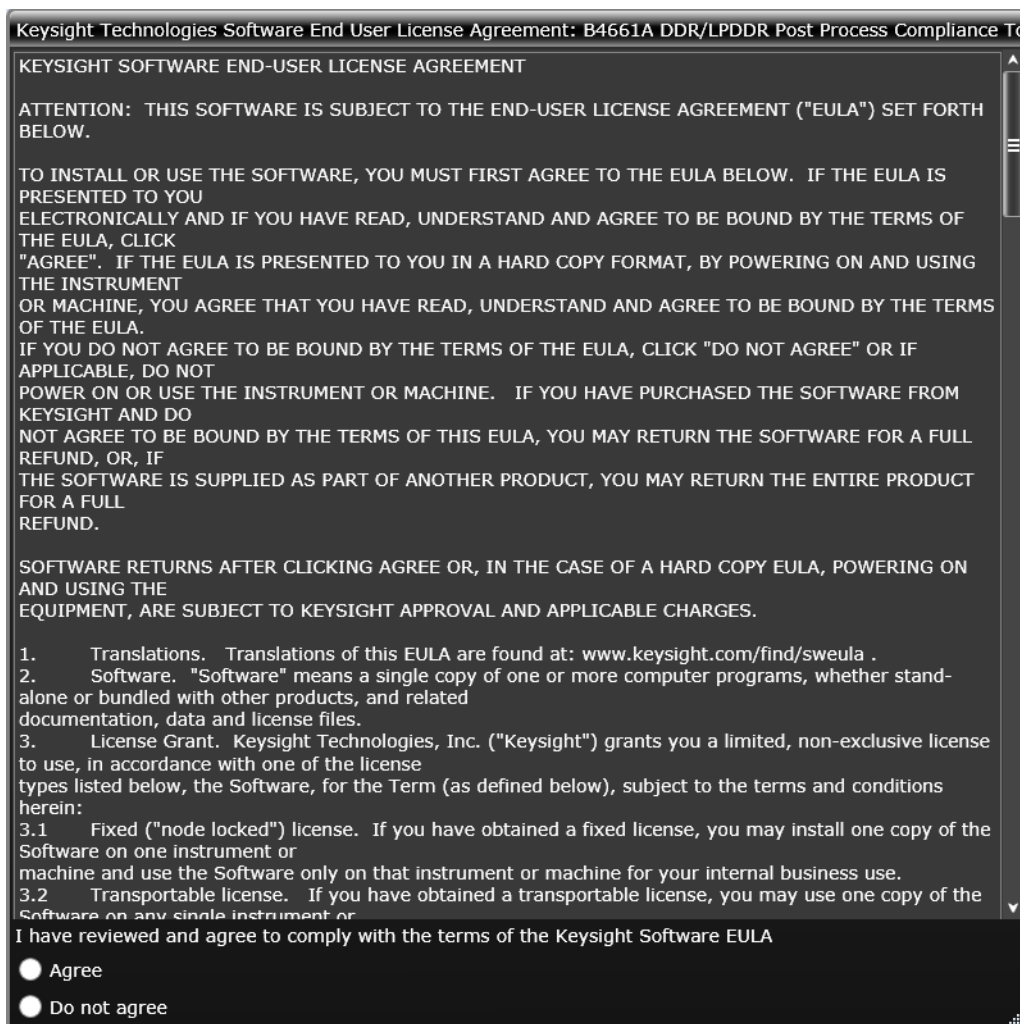 Keysight Technologies Software End User License Agreement: B4661A DDR/LPDDR Post Process Compliance
KEYSIGHT SOFTWARE END-USER LICENSE AGREEMENT
ATTENTION:  THIS SOFTWARE IS SUBJECT TO THE END-USER LICENSE AGREEMENT ("EULA") SET FORTH
BELOW.
TO INSTALL OR USE THE SOFTWARE, YOU MUST FIRST AGREE TO THE EULA BELOW.  IF THE EULA IS
PRESENTED TO YOU
ELECTRONICALLY AND IF YOU HAVE READ, UNDERSTAND AND AGREE TO BE BOUND BY THE TERMS OF
THE EULA, CLICK
"AGREE".  IF THE EULA IS PRESENTED TO YOU IN A HARD COPY FORMAT, BY POWERING ON AND USING
THE INSTRUMENT
OR MACHINE, YOU AGREE THAT YOU HAVE READ, UNDERSTAND AND AGREE TO BE BOUND BY THE TERMS
OF THE EULA.
IF YOU DO NOT AGREE TO BE BOUND BY THE TERMS OF THE EULA, CLICK "DO NOT AGREE" OR IF
APPLICABLE, DO NOT
POWER ON OR USE THE INSTRUMENT OR MACHINE.   IF YOU HAVE PURCHASED THE SOFTWARE FROM
KEYSIGHT AND DO
NOT AGREE TO BE BOUND BY THE TERMS OF THIS EULA, YOU MAY RETURN THE SOFTWARE FOR A FULL
REFUND, OR, IF
THE SOFTWARE IS SUPPLIED AS PART OF ANOTHER PRODUCT, YOU MAY RETURN THE ENTIRE PRODUCT
FOR A FULL
REFUND.
SOFTWARE RETURNS AFTER CLICKING AGREE OR, IN THE CASE OF A HARD COPY EULA, POWERING ON
AND USING THE
EQUIPMENT, ARE SUBJECT TO KEYSIGHT APPROVAL AND APPLICABLE CHARGES.
1.	Translations.   Translations of this EULA are found at: www.keysight.com/find/sweula .
2.	Software.  "Software" means a single copy of one or more computer programs, whether stand-
alone or bundled with other products, and related
documentation, data and license files.
3.	License Grant.  Keysight Technologies, Inc. ("Keysight") grants you a limited, non-exclusive license
to use, in accordance with one of the license
types listed below, the Software, for the Term (as defined below), subject to the terms and conditions
herein:
3.1	Fixed ("node locked") license.  If you have obtained a fixed license, you may install one copy of the
Software on one instrument or
machine and use the Software only on that instrument or machine for your internal business use.
3.2	Transportable license.   If you have obtained a transportable license, you may use one copy of the
Software on any single instrument or
I have reviewed and agree to comply with the terms of the Keysight Software EULA
Agree
Do not agree